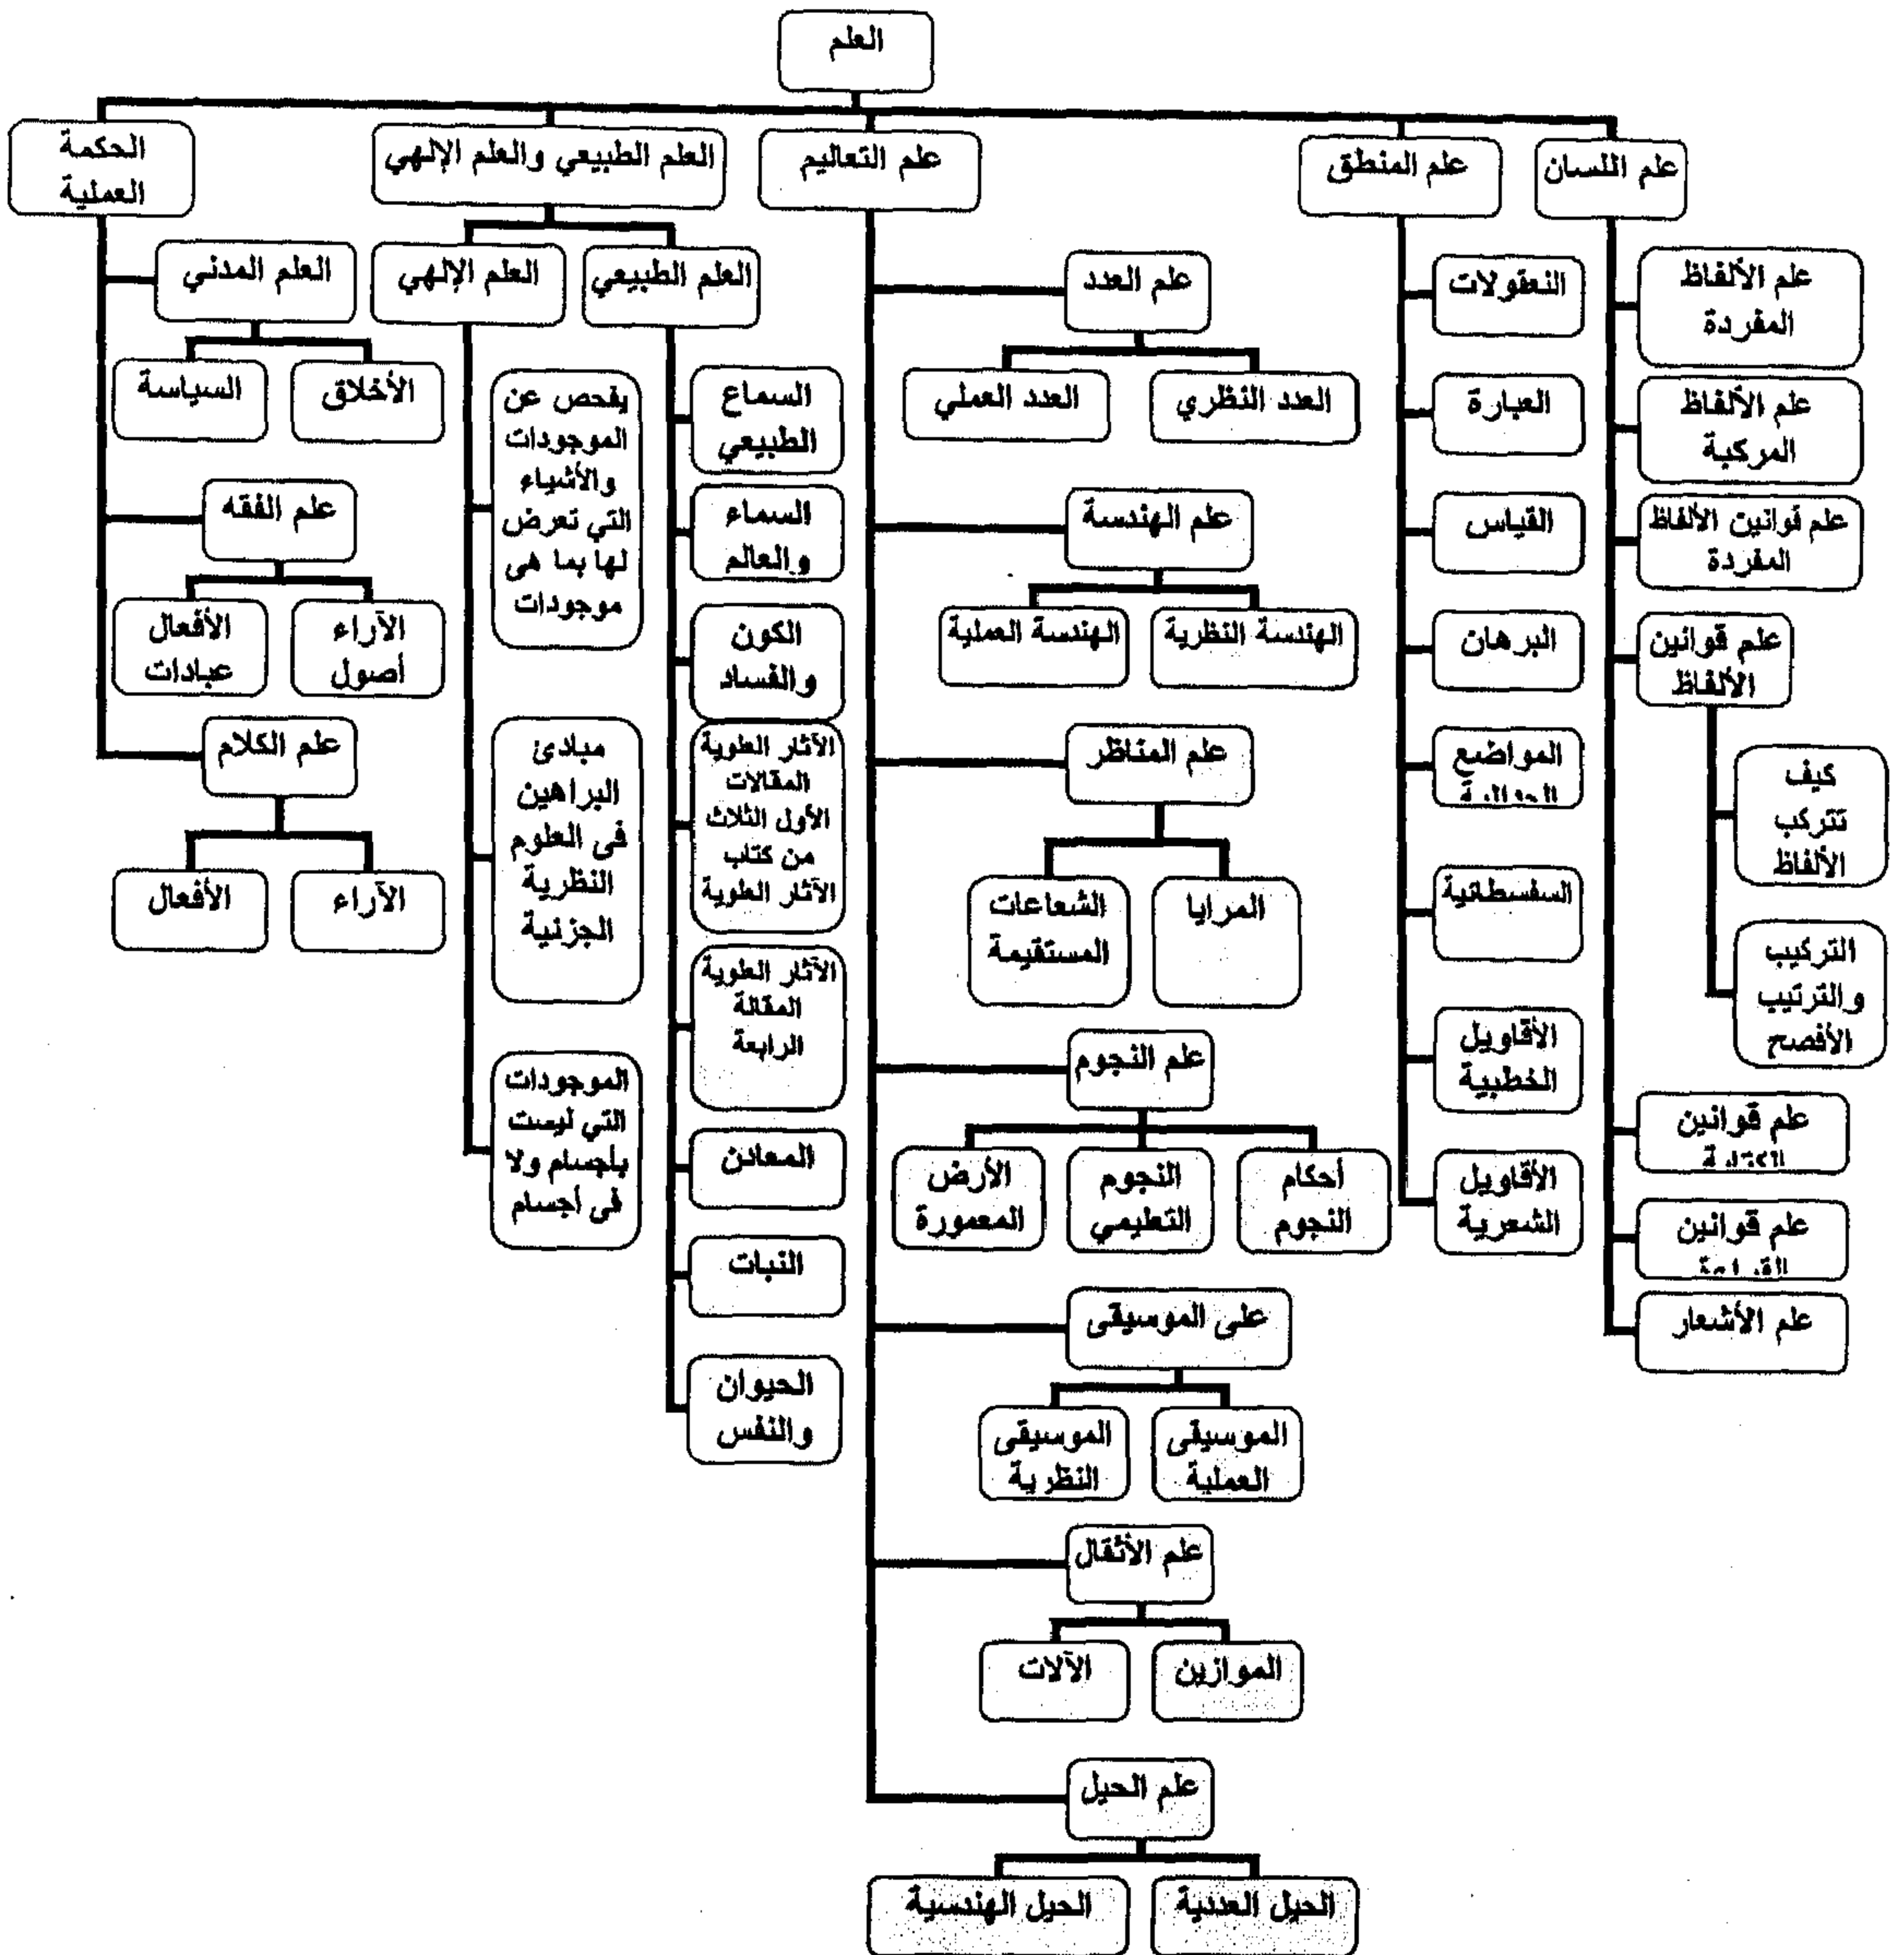 العلم
علم اللسان
علم الألفاظ
المفردة
علم الألفاظ
المركبة
علم قوانين الألفاظ
المفردة
علم قوانين
الألفاظ
كيف
تتركب
الألفاظ
التركيب
والترتيب
الأفصح
علم قوانين
علم قوانين
علم الأشعار
علم المنطق
النعقولات
العبارة
القياس
البرهان
المواضع
السفسطانية
الأقاويل
الخطبية
الأقاويل
الشعرية
علم التعاليم
علم العدد
العدد النظري
العدد العملي
علم الهندسة
الهندسة النظرية
الهندسة العملية
علم المناظر
المرايا
الشعاعات
المستقيمة
علم النجوم
أحكام
النجوم
النجوم
التعليمي
الأرض
المعمورة
على الموسيقى
الموسيقى
العملية
الموسيقى
النظرية
علم الأثقال
الموازين
الآلات
علم الحيل
الحيل العددية
الحيل الهندسية
العلم الطبيعي والعلم الإلهي
العلم الطبيعي
السماع
الطبيعي
السماء
والعالم
الكون
والفساد
الآثار العلوية
المقالات
الأول الثلاث
من كتاب
الآثار العلوية
الآثار العلوية
المقالة
الرابعة
المعادن
النبات
الحيوان
والنفس
العلم الإلهي
يفحص عن
الموجودات
والأشياء
التي تعرض
لها بما هى
موجودات
مبادئ
البراهين
فى العلوم
النظرية
الجزئية
الموجودات
التي ليست
بأجسام ولا
فى أجسام
الحكمة
العملية
العلم المدني
الأخلاق
السياسة
علم الفقه
الآراء
أصول
الأفعال
عبادات
علم الكلام
الآراء
الأفعال